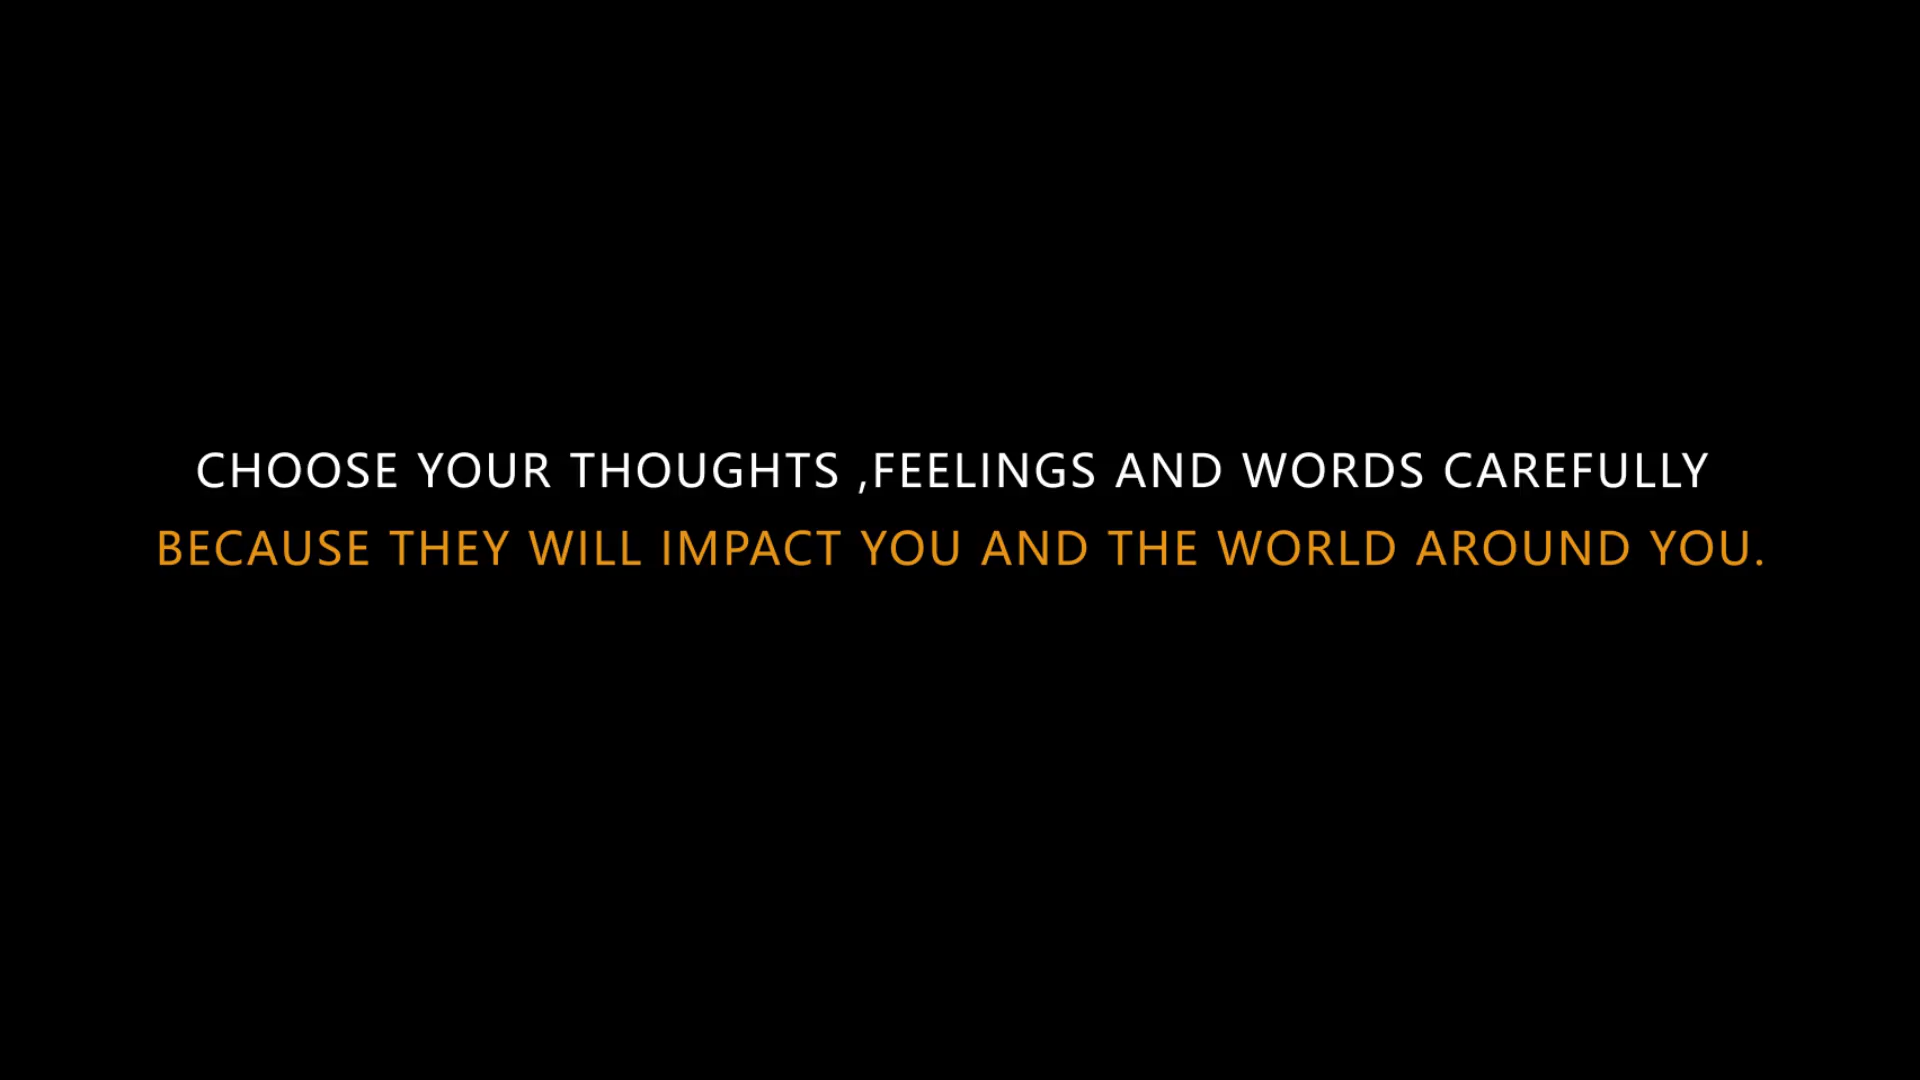 CHOOSE YOUR THOUGHTS ,FEELINGS AND WORDS CAREFULLY
BECAUSE THEY WILL IMPACT YOU AND THE WORLD AROUND YOU.